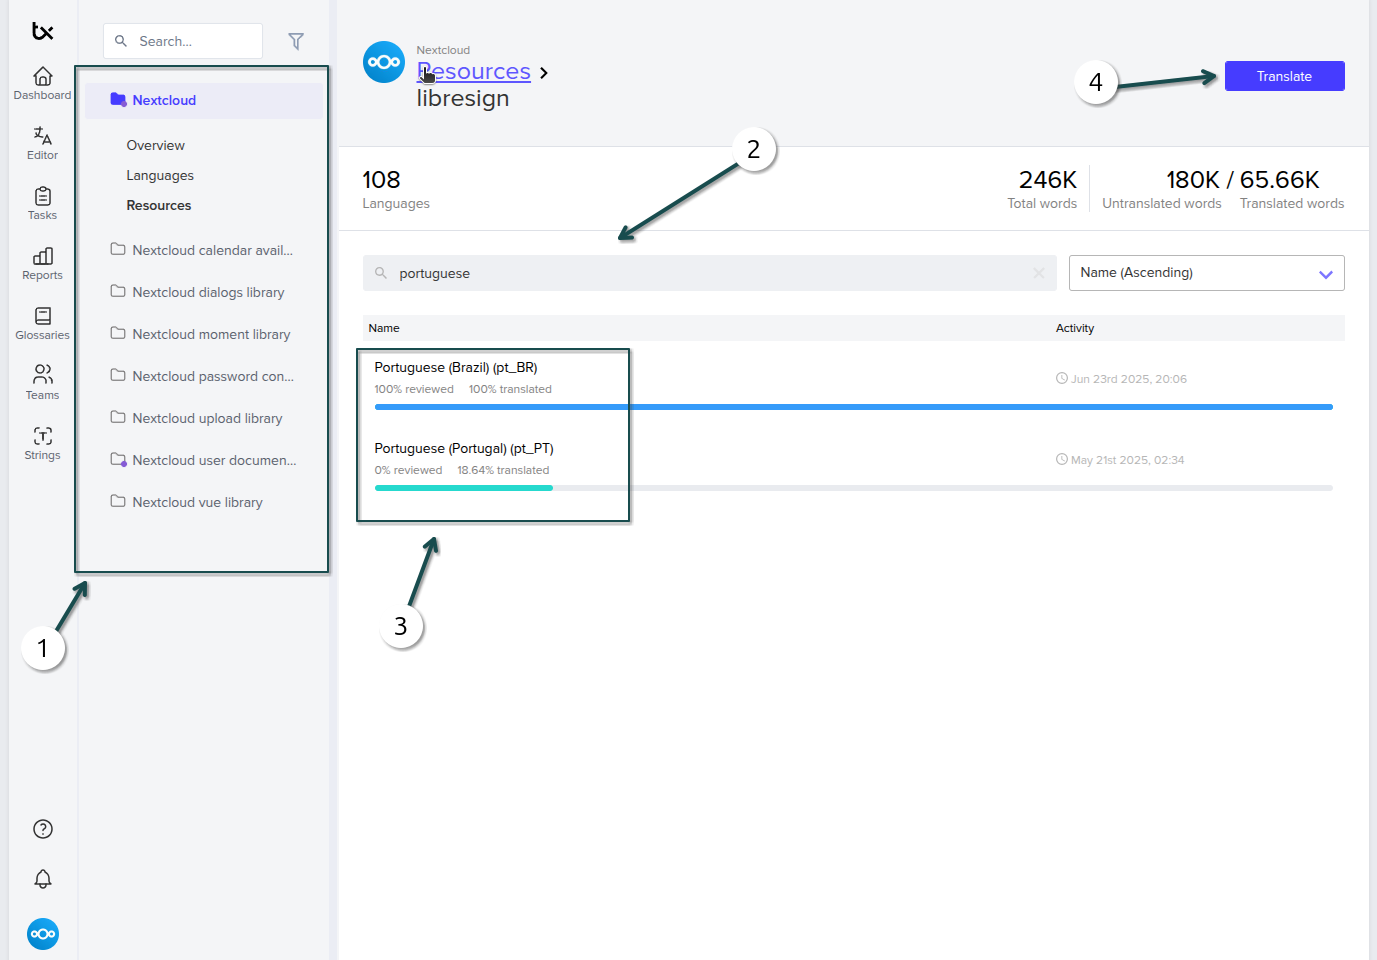 tx
Dashboard
Editor
Tasks
Reports
Glossaries
Teams
Strings
Search...
Nextcloud
Overview
Languages
Resources
Nextcloud calendar avail...
Nextcloud dialogs library
Nextcloud moment library
Nextcloud password con...
Nextcloud upload library
Nextcloud user documen...
Nextcloud vue library
1
Nextcloud
Resources
libresign
4
Translate
2
108
Languages
246K
Total words
180K / 65.66K
Untranslated words Translated words
portuguese
Name (Ascending)
Name Activity
Portuguese (Brazil) (pt_BR)
100% reviewed 100% translated
Jun 23rd 2025, 20:06
Portuguese (Portugal) (pt_PT)
0% reviewed 18.64% translated
May 21st 2025, 02:34
3